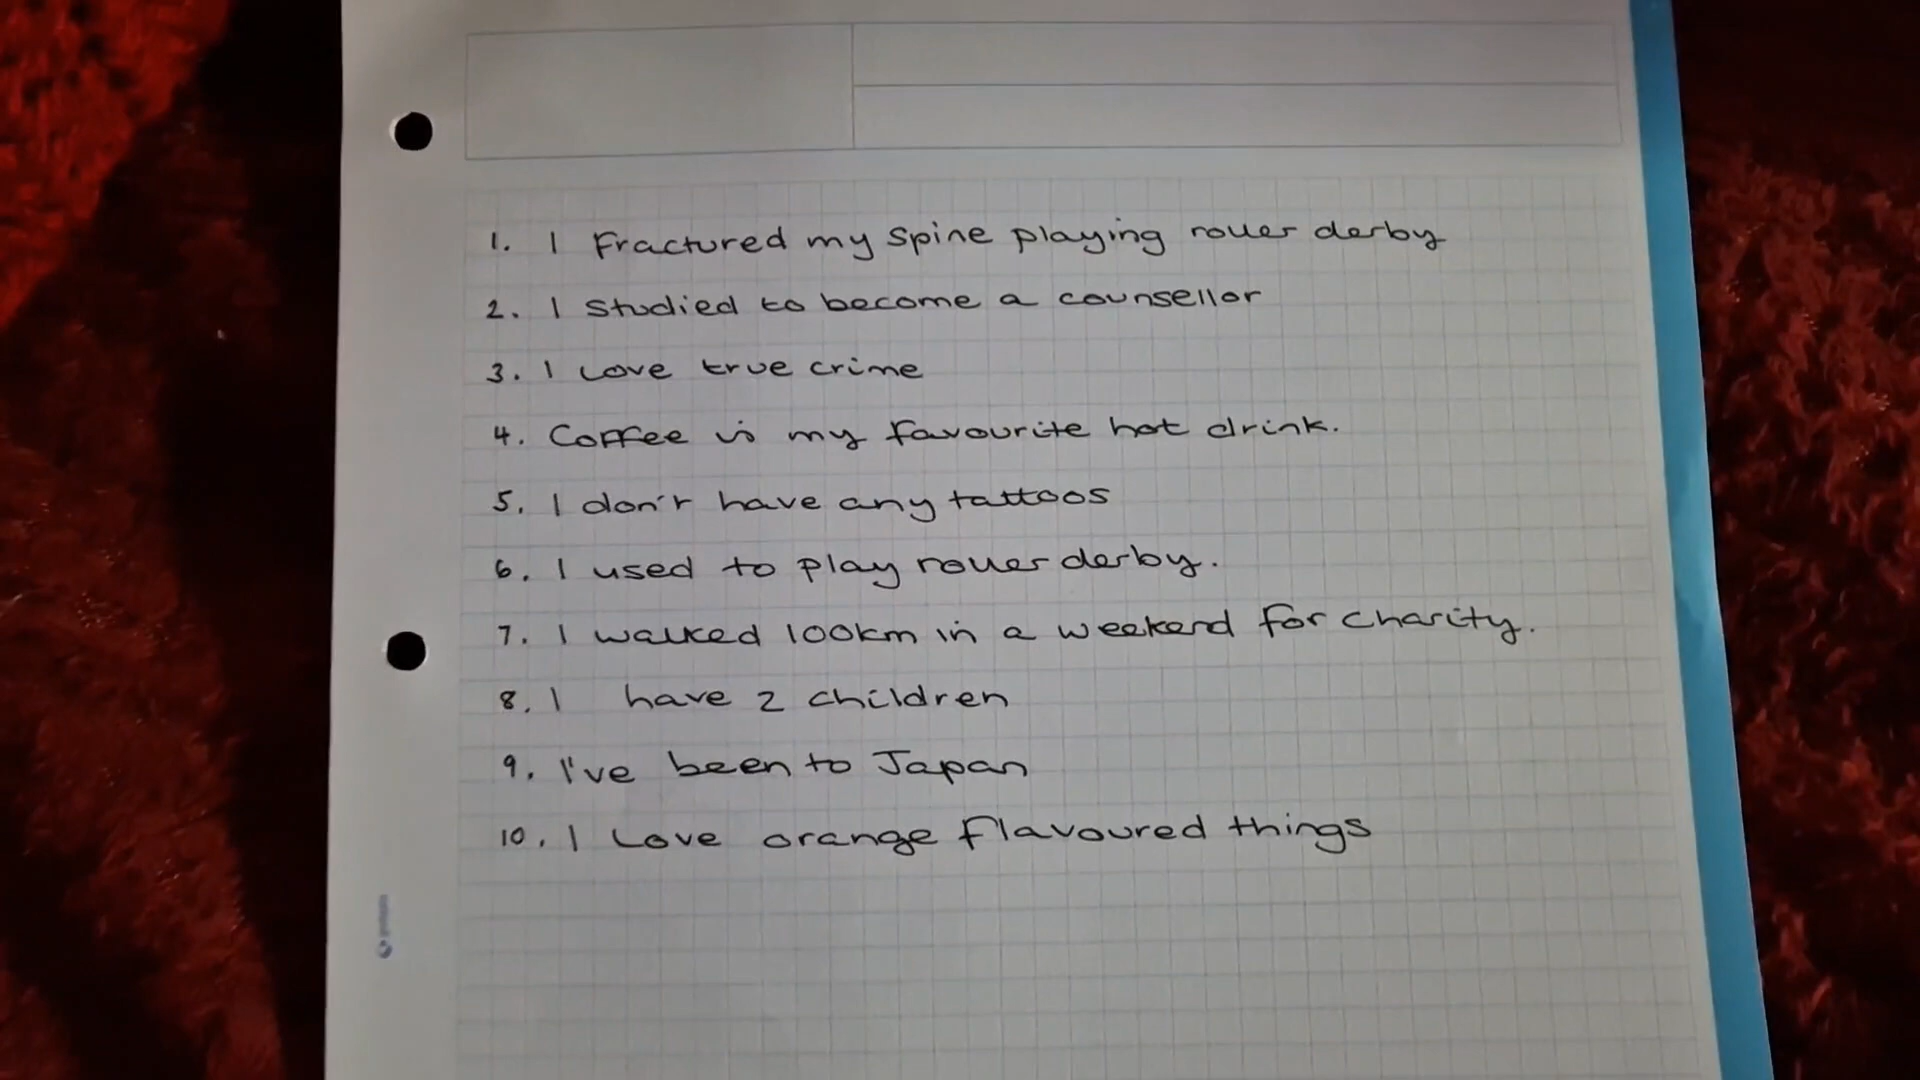 1. I Fractured my spine playing roller derby
2. I studied to become a counsellor
3. I love true crime
4. Coffee is my favourite hot drink.
5. I don't have any tattoos
6. I used to play roller derby.
7. I walked 100km in a weekend for charity.
8. I have 2 children
9. I've been to Japan
10. I love orange flavoured things